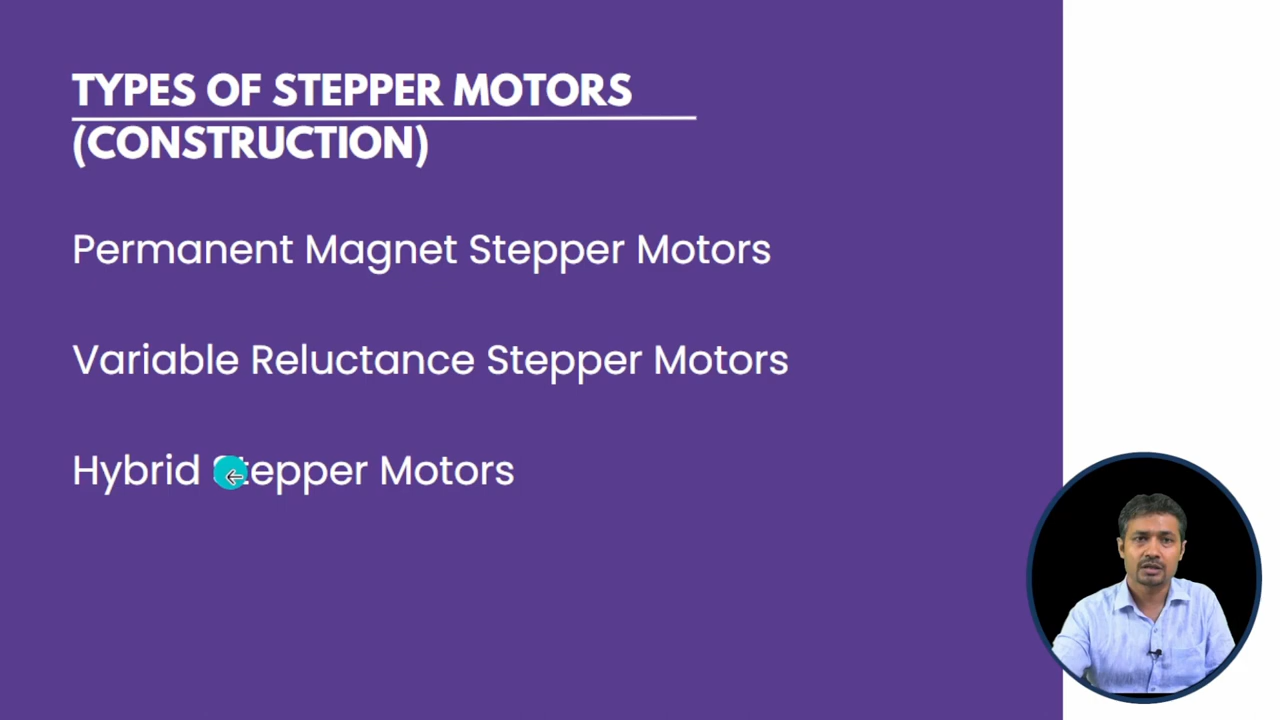 TYPES OF STEPPER MOTORS
(CONSTRUCTION)
Permanent Magnet Stepper Motors
Variable Reluctance Stepper Motors
Hybrid Stepper Motors